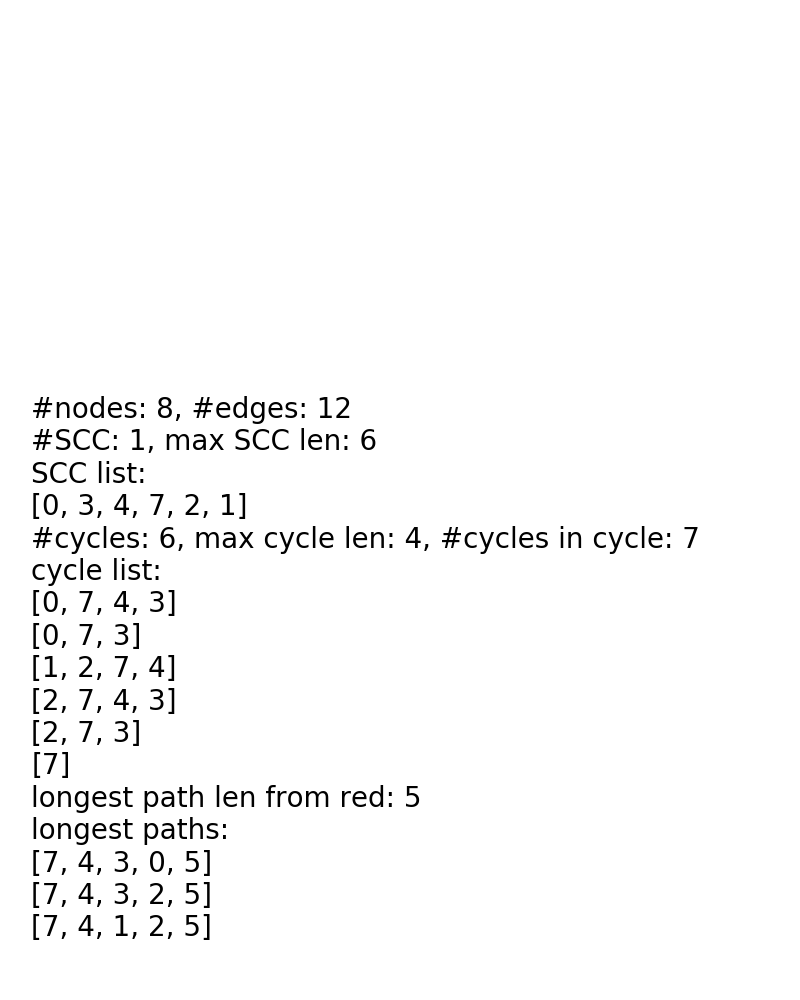 #nodes: 8, #edges: 12
#SCC: 1, max SCC len: 6
SCC list:
[0, 3, 4, 7, 2, 1]
#cycles: 6, max cycle len: 4, #cycles in cycle: 7
cycle list:
[0, 7, 4, 3]
[0, 7, 3]
[1, 2, 7, 4]
[2, 7, 4, 3]
[2, 7, 3]
[7]
longest path len from red: 5
longest paths:
[7, 4, 3, 0, 5]
[7, 4, 3, 2, 5]
[7, 4, 1, 2, 5]